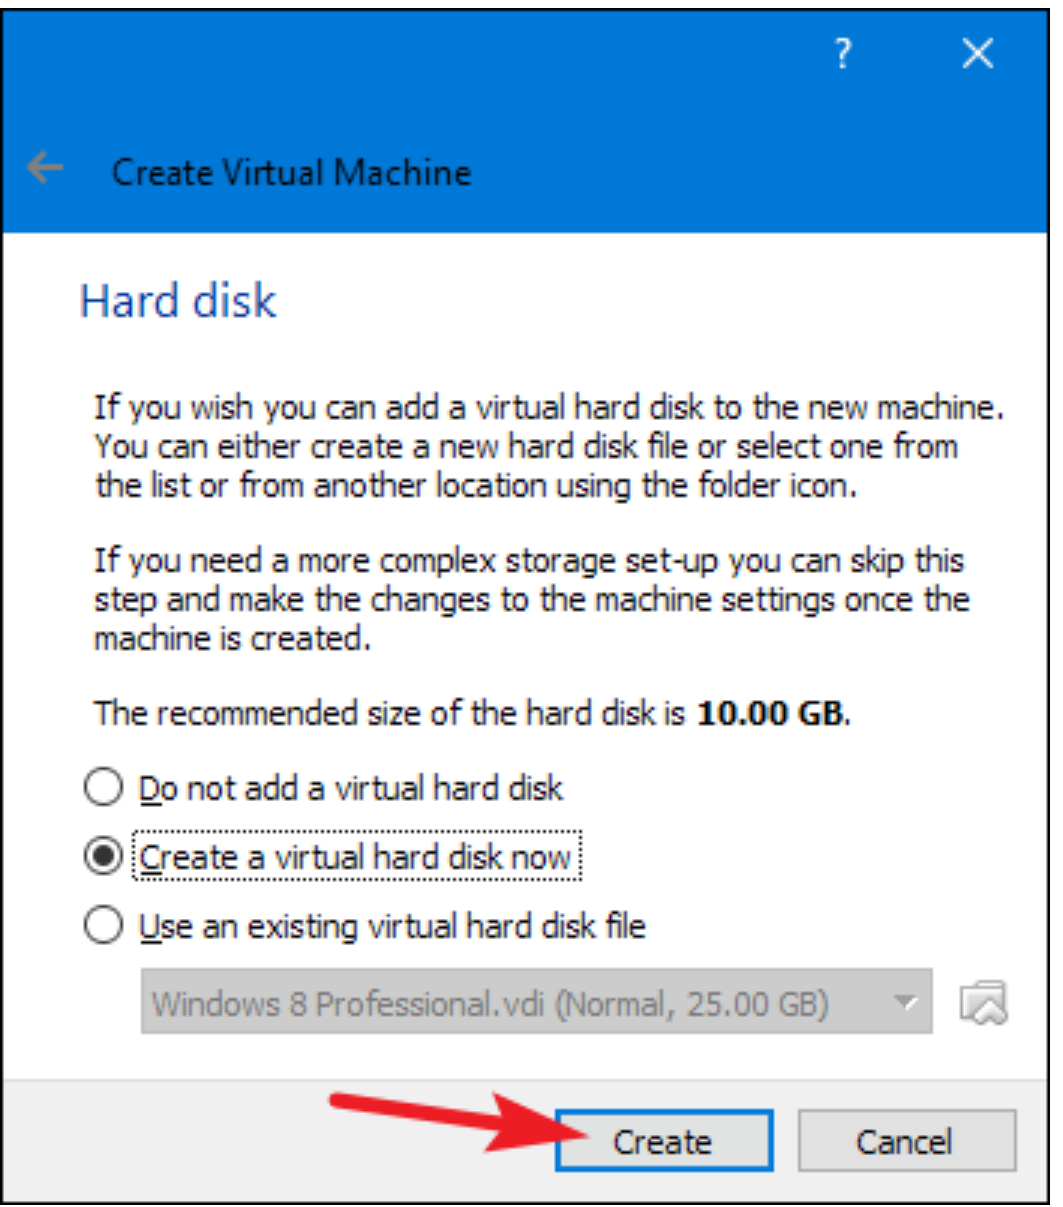 ?
Create Virtual Machine
Hard disk
If you wish you can add a virtual hard disk to the new machine.
You can either create a new hard disk file or select one from
the list or from another location using the folder icon.
If you need a more complex storage set-up you can skip this
step and make the changes to the machine settings once the
machine is created.
The recommended size of the hard disk is 10.00 GB.
Do not add a virtual hard disk
Create a virtual hard disk now
Use an existing virtual hard disk file
Windows 8 Professional.vdi (Normal, 25.00 GB)
Create Cancel